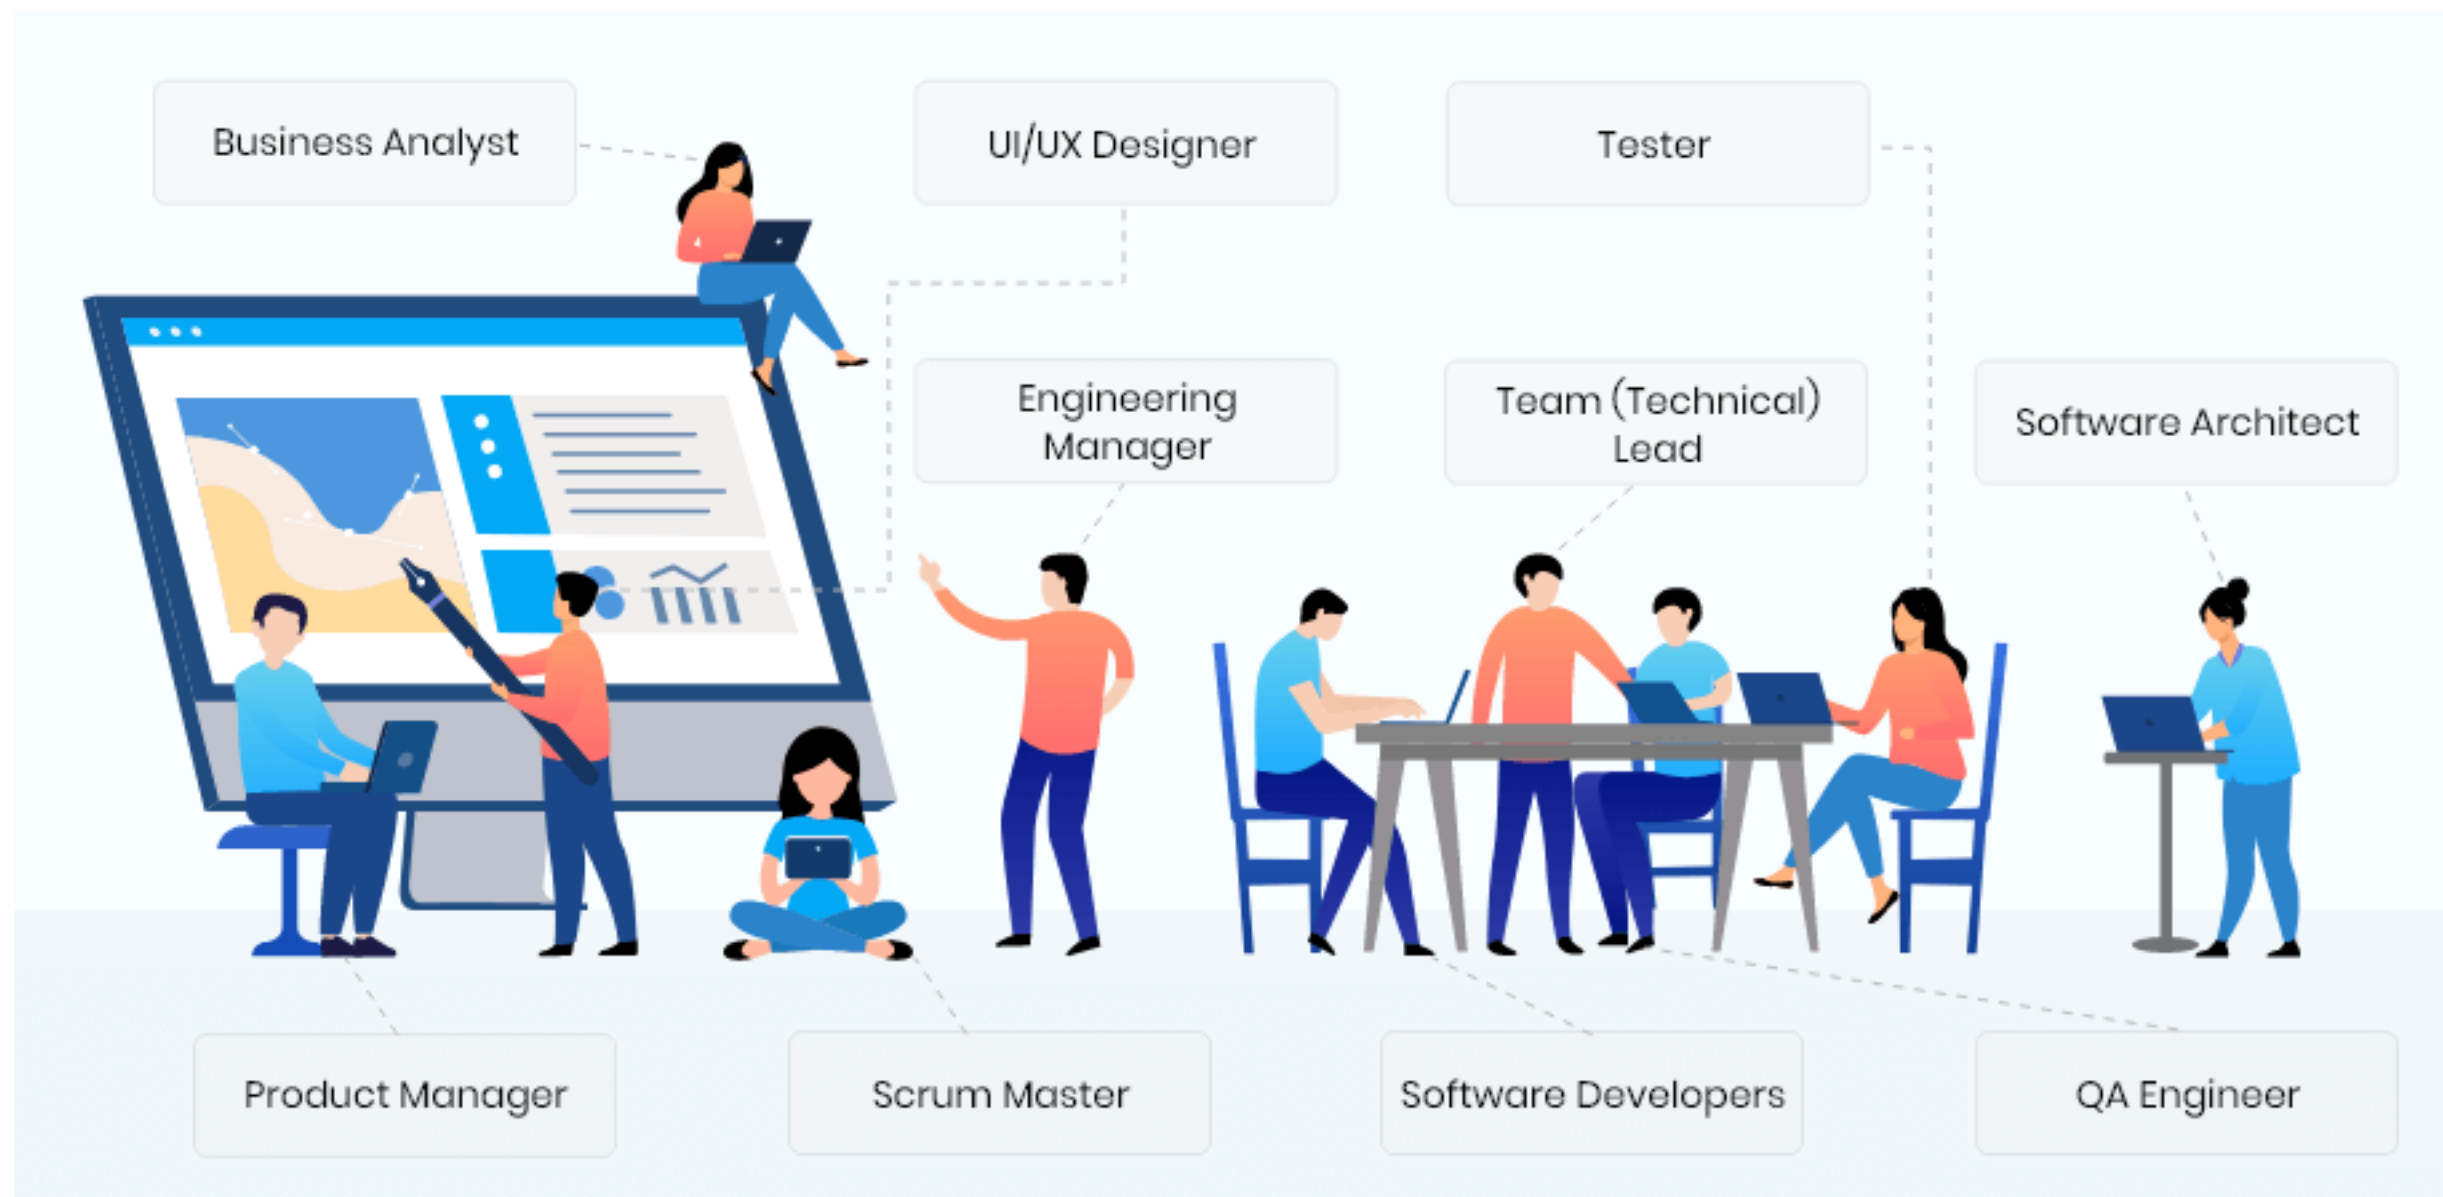 Business Analyst
UI/UX Designer
Tester
Engineering
Manager
Team (Technical)
Lead
Software Architect
Product Manager
Scrum Master
Software Developers
QA Engineer